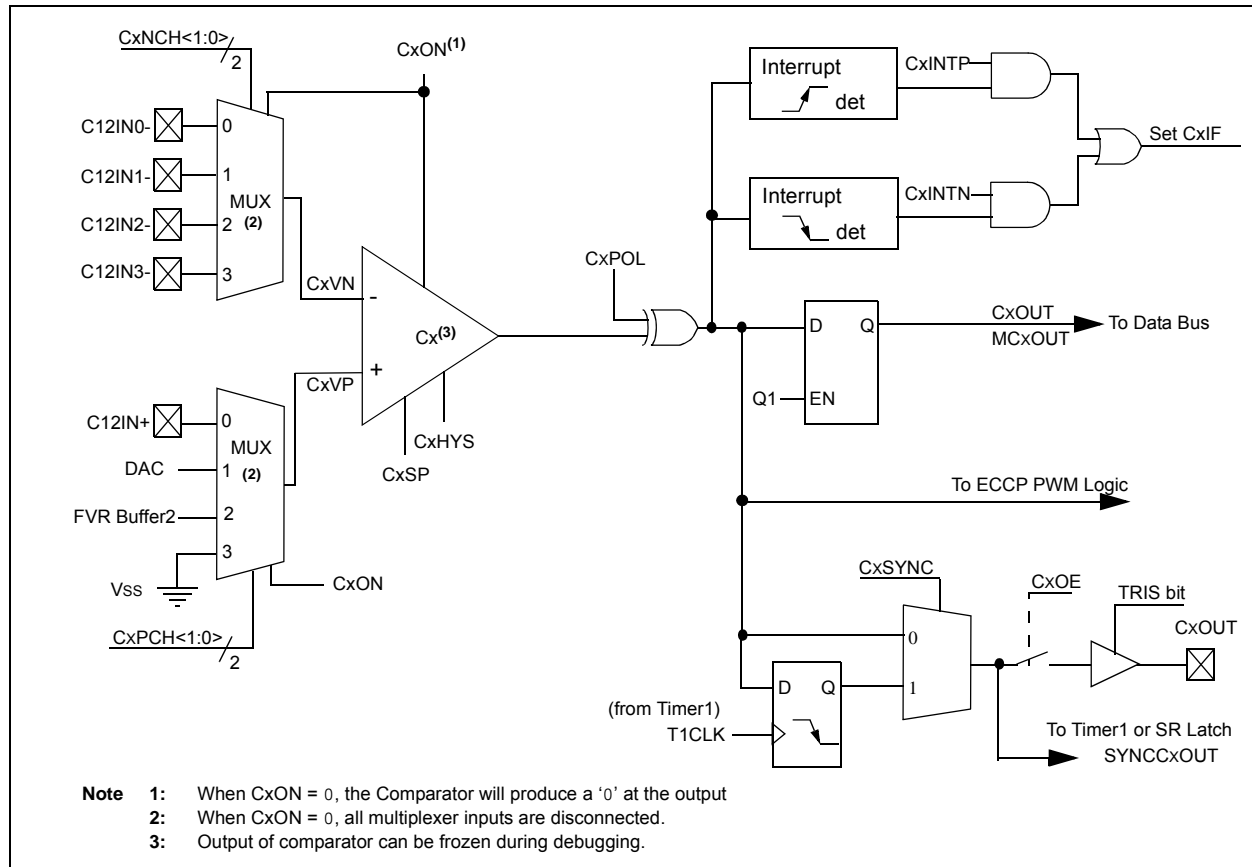 CxNCH<1:0>
2
CxON(1)
C12IN0-
0
C12IN1-
1
MUX
(2)
C12IN2-
2
C12IN3-
3
CxVN
-
Cx(3)
+
CxVP
CxHYS
CxSP
C12IN+
0
MUX
(2)
DAC
1
FVR Buffer2
2
3
VSS
CxON
CxPCH<1:0>
2
Interrupt
det
CxINTP
Set CxIF
Interrupt
det
CxINTN
CxPOL
D
Q
Q1
EN
CxOUT
MCxOUT
To Data Bus
To ECCP PWM Logic
CxSYNC
CxOE
TRIS bit
CxOUT
0
D
Q
1
(from Timer1)
T1CLK
To Timer1 or SR Latch
SYNCCxOUT
Note 1: When CxON = 0, the Comparator will produce a ‘0’ at the output
2: When CxON = 0, all multiplexer inputs are disconnected.
3: Output of comparator can be frozen during debugging.